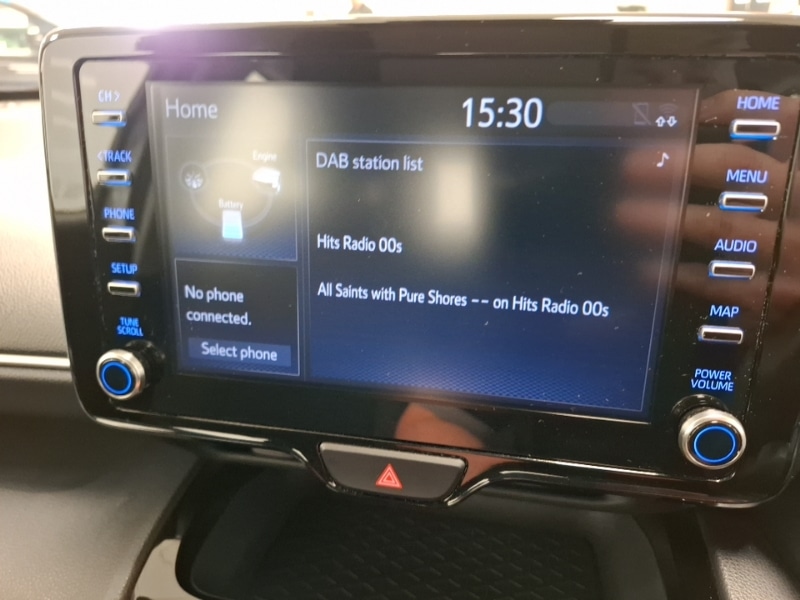 CH>
<TRACK
PHONE
SETUP
TUNE
SCROLL
Home
15:30
Engine
Battery
No phone
connected.
Select phone
DAB station list
Hits Radio 00s
All Saints with Pure Shores -- on Hits Radio 00s
HOME
MENU
AUDIO
MAP
POWER
VOLUME